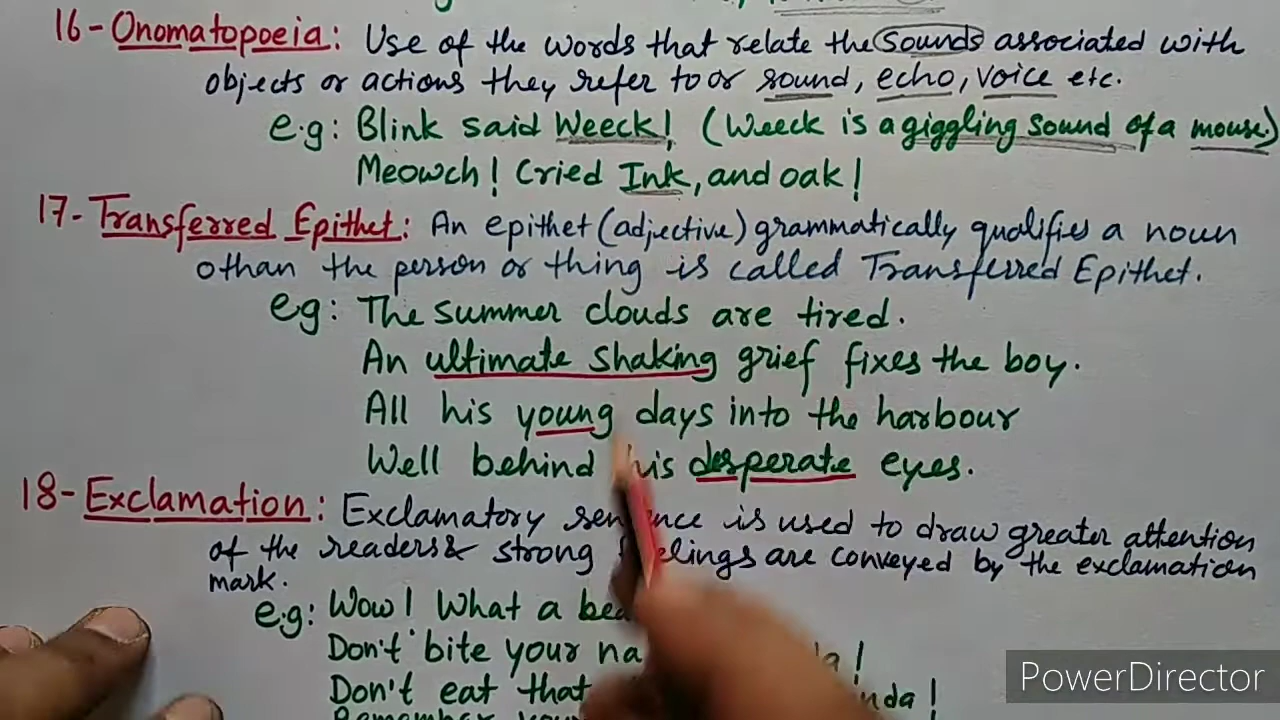 16- Onomatopoeia: Use of the words that relate the sounds associated with
objects or actions they refer to or sound, echo, voice etc.
e.g: Blink said Weeck! (Weeck is a giggling sound of a mouse.)
Meowch! Cried Ink, and oak!
17- Transferred Epithet: An epithet (adjective) grammatically qualifies a noun
othan the person or thing is called Transferred Epithet.
eg: The summer clouds are tired.
An ultimate shaking grief fixes the boy.
All his young days into the harbour
Well behind his desperate eyes.
18- Exclamation: Exclamatory sentence is used to draw greater attention
of the readers & strong feelings are conveyed by the exclamation
mark.
e.g: Wow! What a
Don't bite your
Don't eat that
PowerDirector